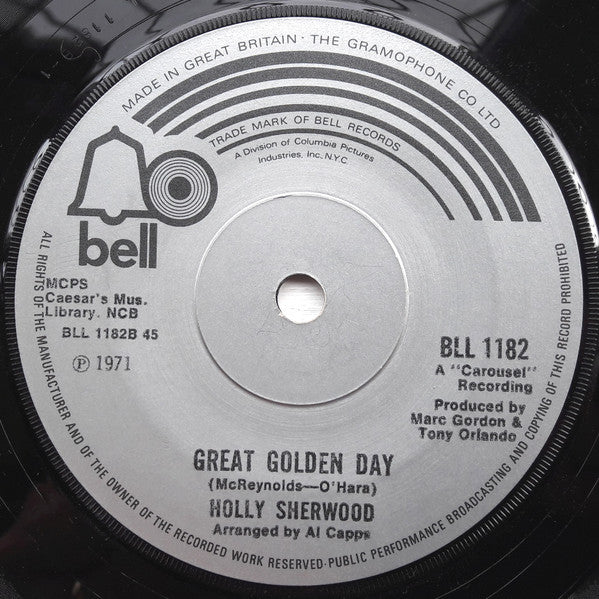 MADE IN GREAT BRITAIN · THE GRAMOPHONE CO LTD
TRADE MARK OF BELL RECORDS
A Division of Columbia Pictures
Industries, Inc. N.Y.C
bell
MCPS
Caesar's Mus.
Library. NCB
BLL 1182B 45
Ⓟ 1971
BLL 1182
A "Carousel"
Recording
Produced by
Marc Gordon &
Tony Orlando
GREAT GOLDEN DAY
(McReynolds—O'Hara)
HOLLY SHERWOOD
Arranged by Al Capps
ALL RIGHTS OF THE MANUFACTURER AND OF THE OWNER OF THE RECORDED WORK RESERVED·PUBLIC PERFORMANCE BROADCASTING AND COPYING OF THIS RECORD PROHIBITED